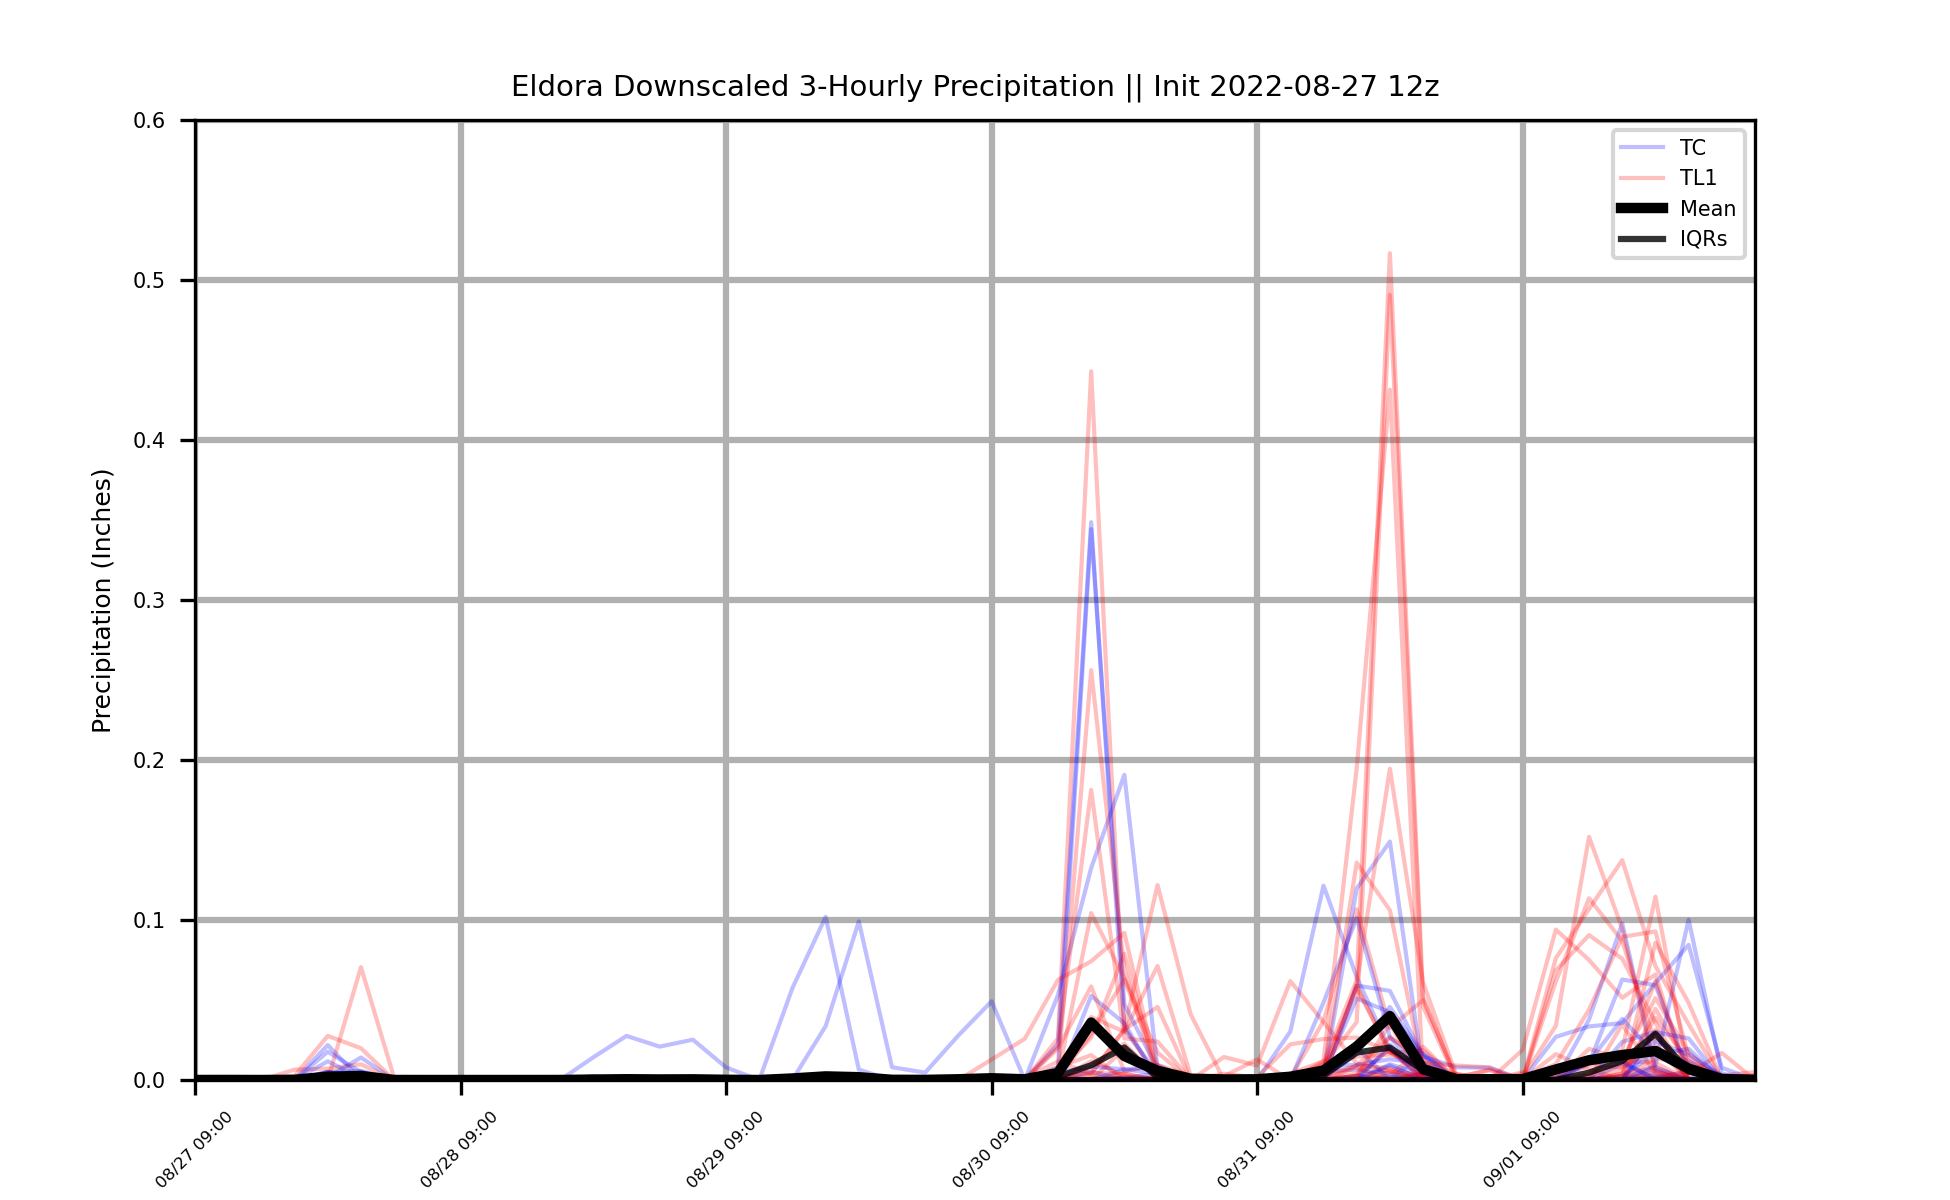 Eldora Downscaled 3-Hourly Precipitation || Init 2022-08-27 12z
TC
TL1
Mean
IQRs
Precipitation (Inches)
0.6
0.5
0.4
0.3
0.2
0.1
0.0
08/27 09:00
08/28 09:00
08/29 09:00
08/30 09:00
08/31 09:00
09/01 09:00